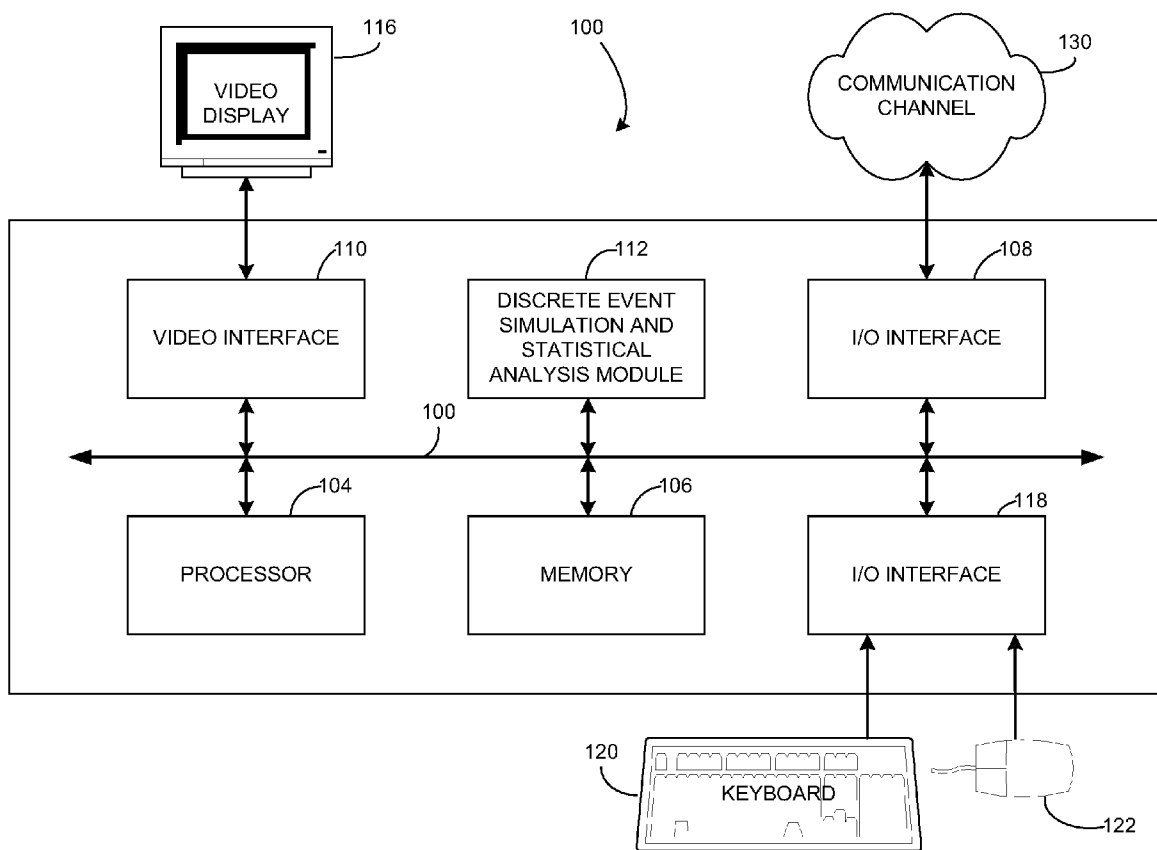 116
100
130
VIDEO
DISPLAY
COMMUNICATION
CHANNEL
110
112
108
VIDEO INTERFACE
DISCRETE EVENT
SIMULATION AND
STATISTICAL
ANALYSIS MODULE
I/O INTERFACE
100
104
106
118
PROCESSOR
MEMORY
I/O INTERFACE
120
KEYBOARD
122